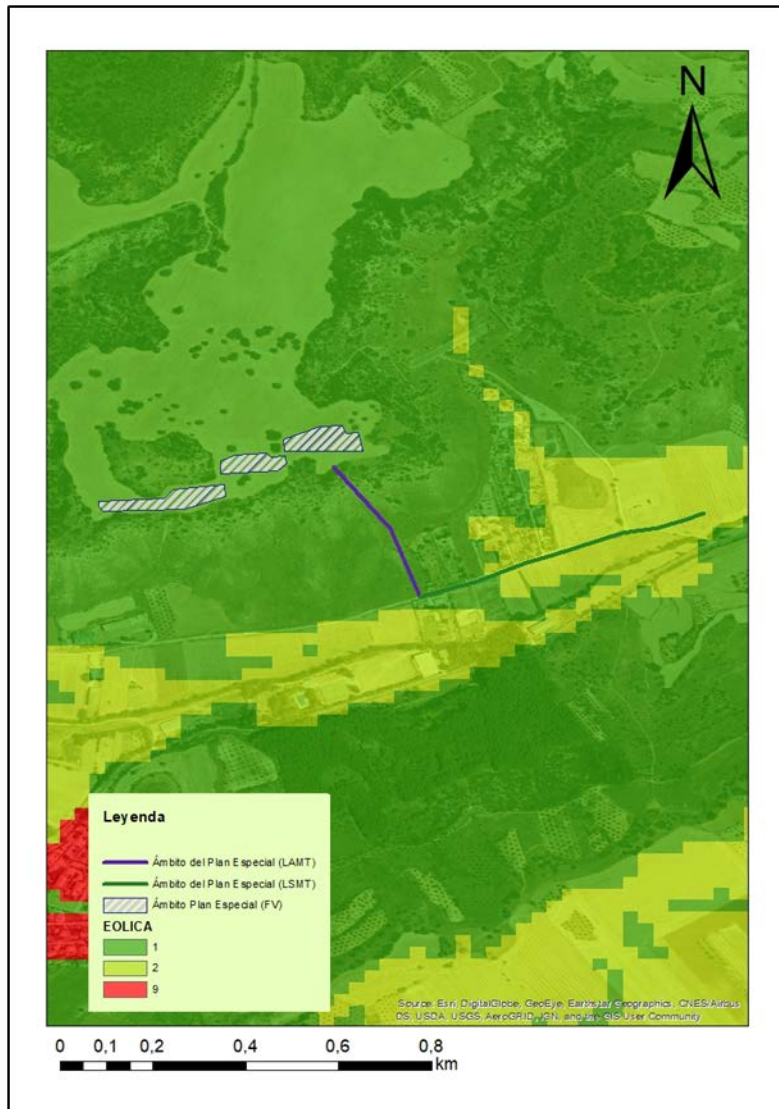 N
Leyenda
Ámbito del Plan Especial (LAMT)
Ámbito del Plan Especial (LSMT)
Ámbito Plan Especial (FV)
EOLICA
1
2
9
Source: Esri, DigitalGlobe, GeoEye, Earthstar Geographics, CNES/Airbus
DS, USDA, USGS, AeroGRID, IGN, and the GIS User Community
0 0,1 0,2 0,4 0,6 0,8
km